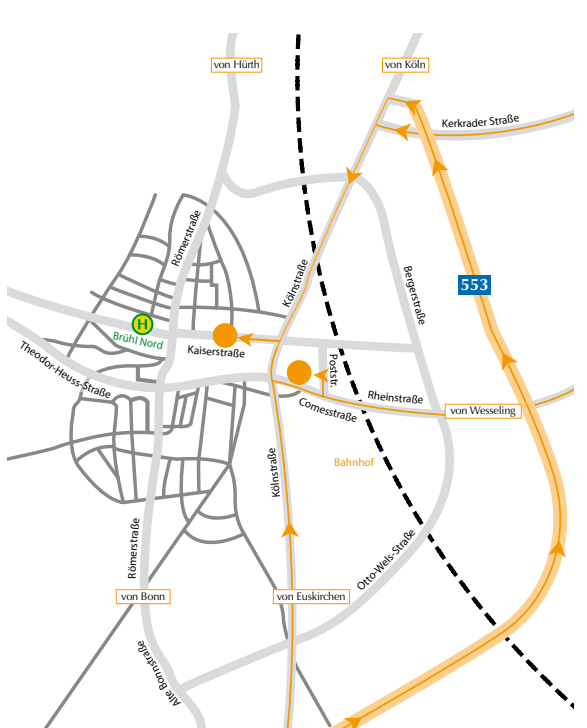 von Hürth
von Köln
Kerkrader Straße
Römerstraße
Kölnstraße
Bergerstraße
553
H
Brühl Nord
Kaiserstraße
Theodor-Heuss-Straße
Poststr.
Rheinstraße
Comesstraße
von Wesseling
Kölnstraße
Bahnhof
Römerstraße
Otto-Wels-Straße
von Bonn
von Euskirchen
Alte Bonnstraße